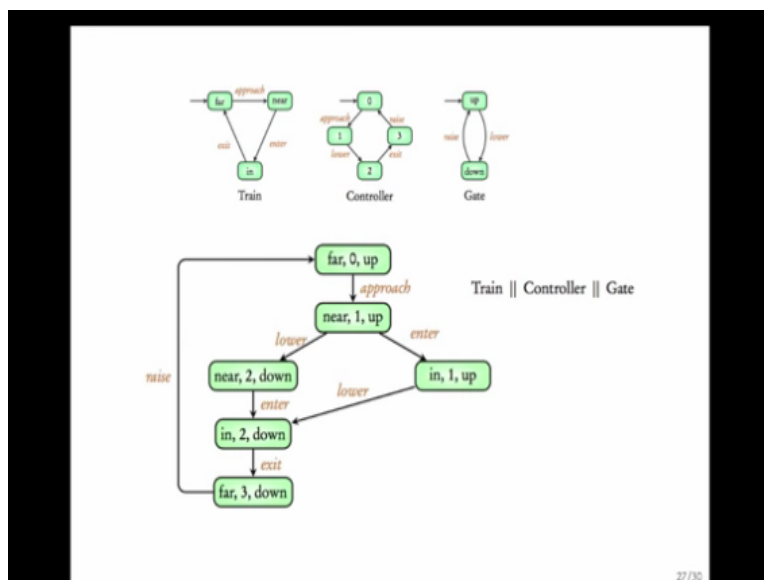 far
approach
near
exit
enter
in
Train
0
approach
raise
1
3
lower
exit
2
Controller
up
raise
lower
down
Gate
far, 0, up
approach
Train || Controller || Gate
near, 1, up
lower
enter
raise
near, 2, down
in, 1, up
enter
lower
in, 2, down
exit
far, 3, down
27/30